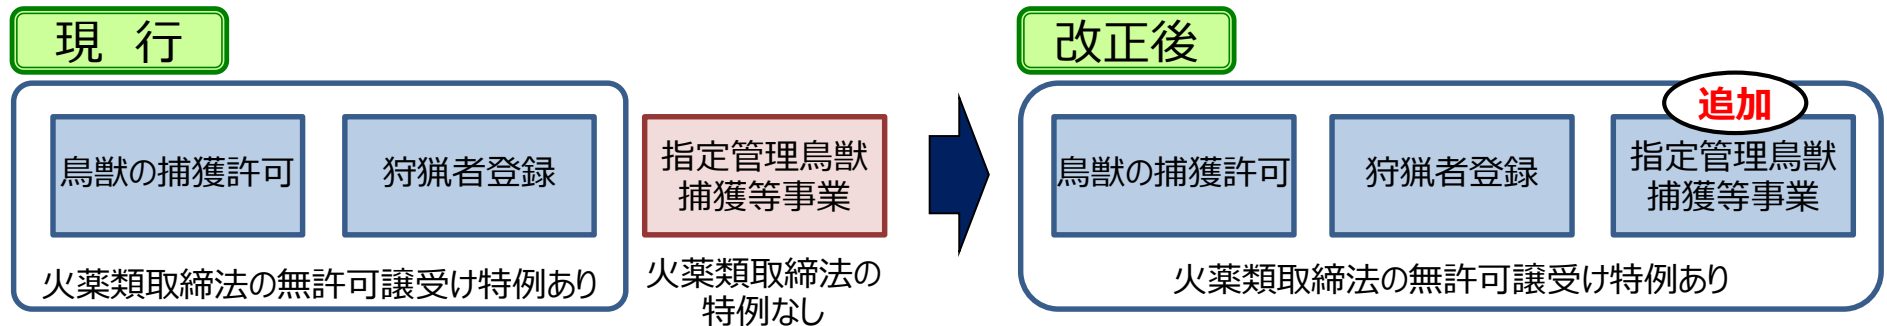 現 行
鳥獣の捕獲許可
狩猟者登録
火薬類取締法の無許可譲受け特例あり
指定管理鳥獣
捕獲等事業
火薬類取締法の
特例なし
改正後
鳥獣の捕獲許可
狩猟者登録
追加
指定管理鳥獣
捕獲等事業
火薬類取締法の無許可譲受け特例あり